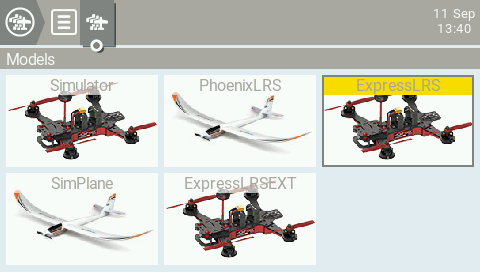 11 Sep
13:40
Models
Simulator
PhoenixLRS
ExpressLRS
SimPlane
ExpressLRSEXT